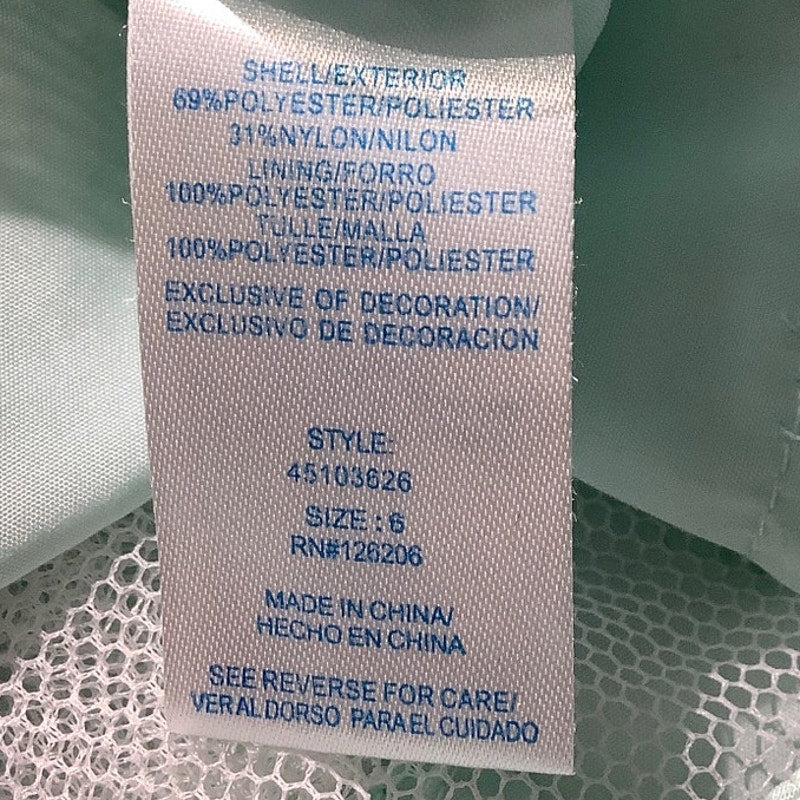 SHELL/EXTERIOR
69%POLYESTER/POLIESTER
31%NYLON/NILON
LINING/FORRO
100%POLYESTER/POLIESTER
TULLE/MALLA
100%POLYESTER/POLIESTER
EXCLUSIVE OF DECORATION/
EXCLUSIVO DE DECORACION
STYLE:
45103626
SIZE : 6
RN#126206
MADE IN CHINA/
HECHO EN CHINA
SEE REVERSE FOR CARE/
VER AL DORSO PARA EL CUIDADO